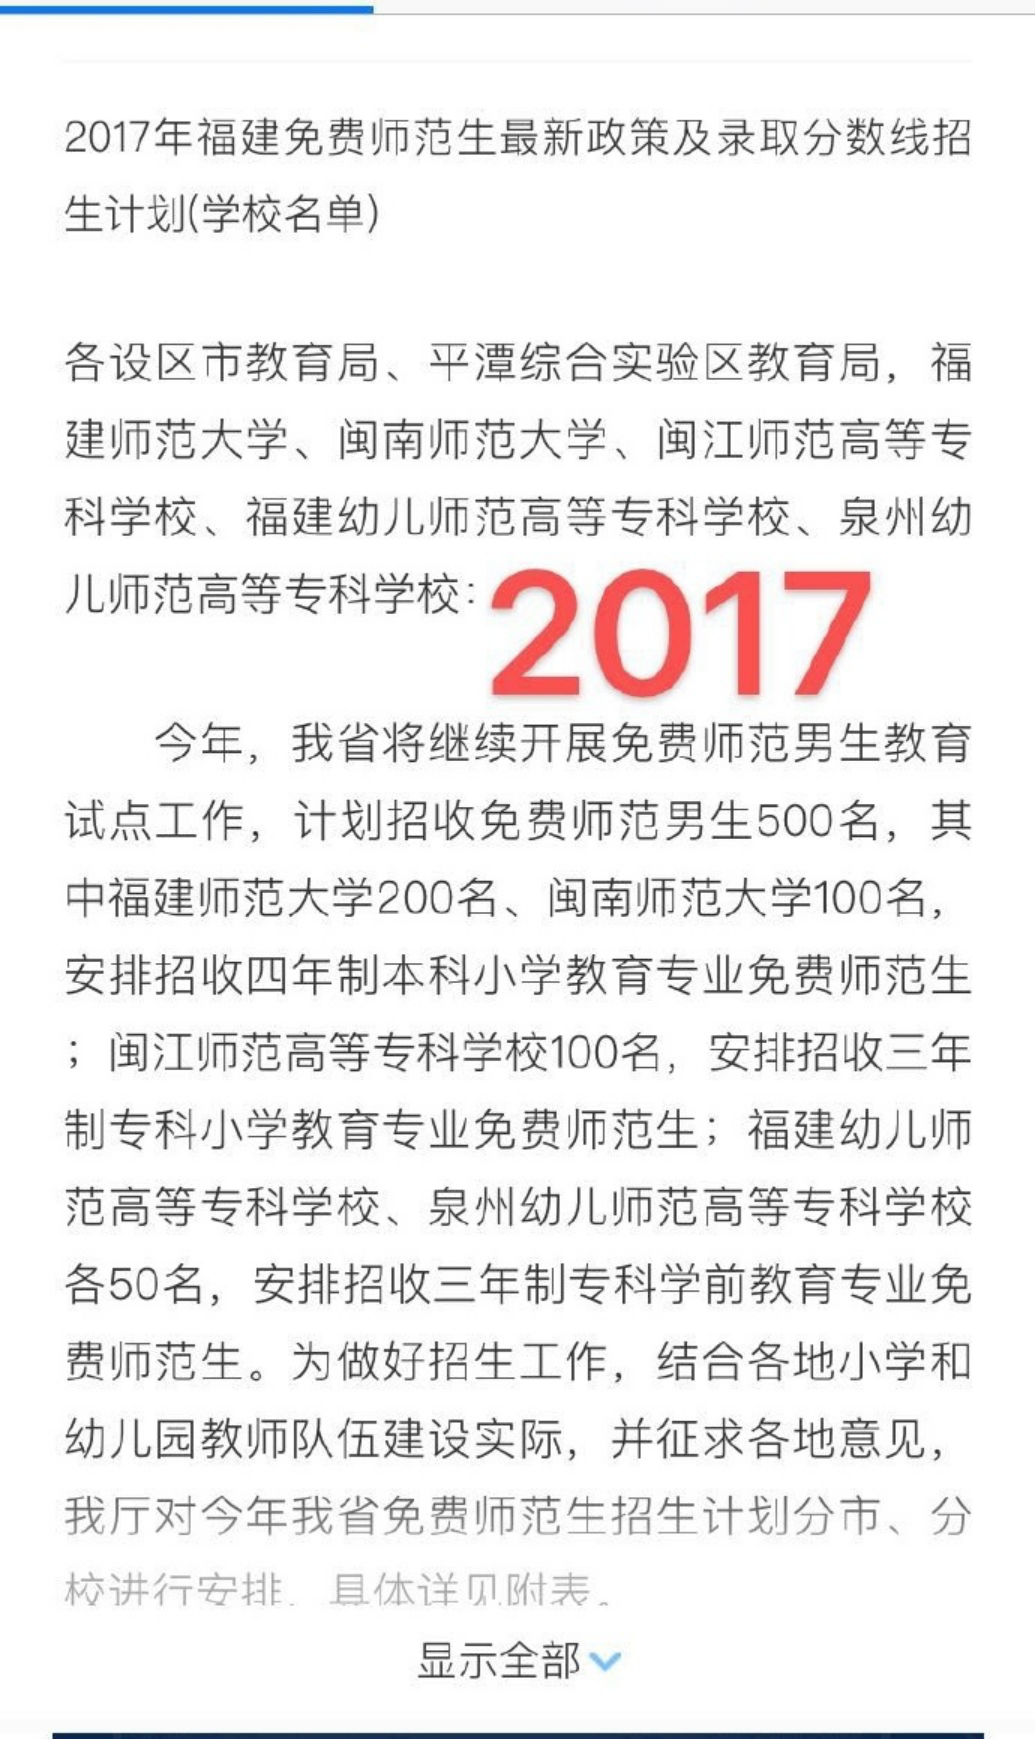 2017年福建免费师范生最新政策及录取分数线招
生计划(学校名单)
各设区市教育局、平潭综合实验区教育局，福
建师范大学、闽南师范大学、闽江师范高等专
科学校、福建幼儿师范高等专科学校、泉州幼
儿师范高等专科学校：
2017
今年，我省将继续开展免费师范男生教育
试点工作，计划招收免费师范男生500名，其
中福建师范大学200名、闽南师范大学100名，
安排招收四年制本科小学教育专业免费师范生
；闽江师范高等专科学校100名，安排招收三年
制专科小学教育专业免费师范生；福建幼儿师
范高等专科学校、泉州幼儿师范高等专科学校
各50名，安排招收三年制专科学前教育专业免
费师范生。为做好招生工作，结合各地小学和
幼儿园教师队伍建设实际，并征求各地意见，
我厅对今年我省免费师范生招生计划分市、分
校进行安排，具体详见附表。
显示全部